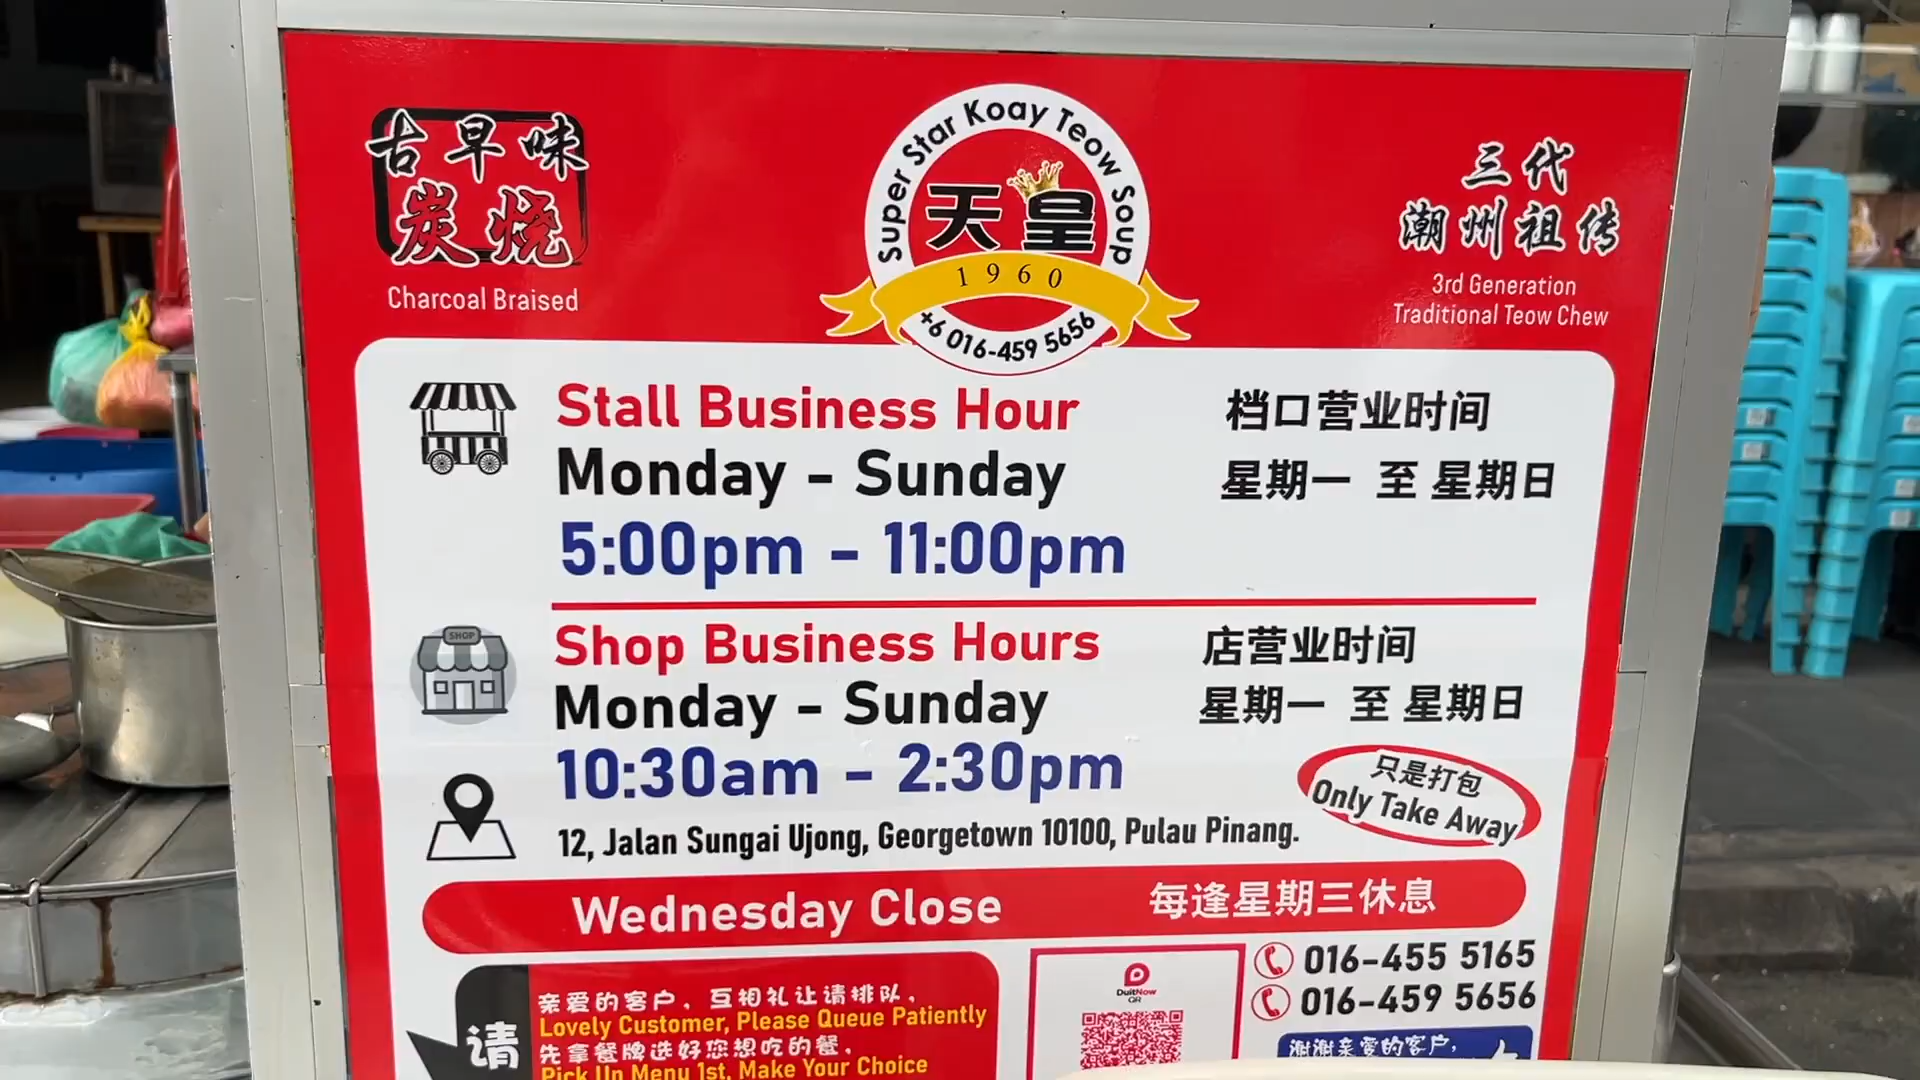 古早味
炭烧
Charcoal Braised
Super Star Koay Teow Soup
天皇
1960
+6 016-459 5656
三代
潮州祖传
3rd Generation
Traditional Teow Chew
Stall Business Hour
档口营业时间
Monday - Sunday
星期一 至 星期日
5:00pm - 11:00pm
SHOP
Shop Business Hours
店营业时间
Monday - Sunday
星期一 至 星期日
10:30am - 2:30pm
只是打包
Only Take Away
12, Jalan Sungai Ujong, Georgetown 10100, Pulau Pinang.
Wednesday Close
每逢星期三休息
请
亲爱的客户，互相礼让请排队，
Lovely Customer, Please Queue Patiently
先拿餐牌选好您想吃的餐，
Pick Up Menu 1st, Make Your Choice
DuitNow
QR
016-455 5165
016-459 5656
谢谢亲爱的客户，